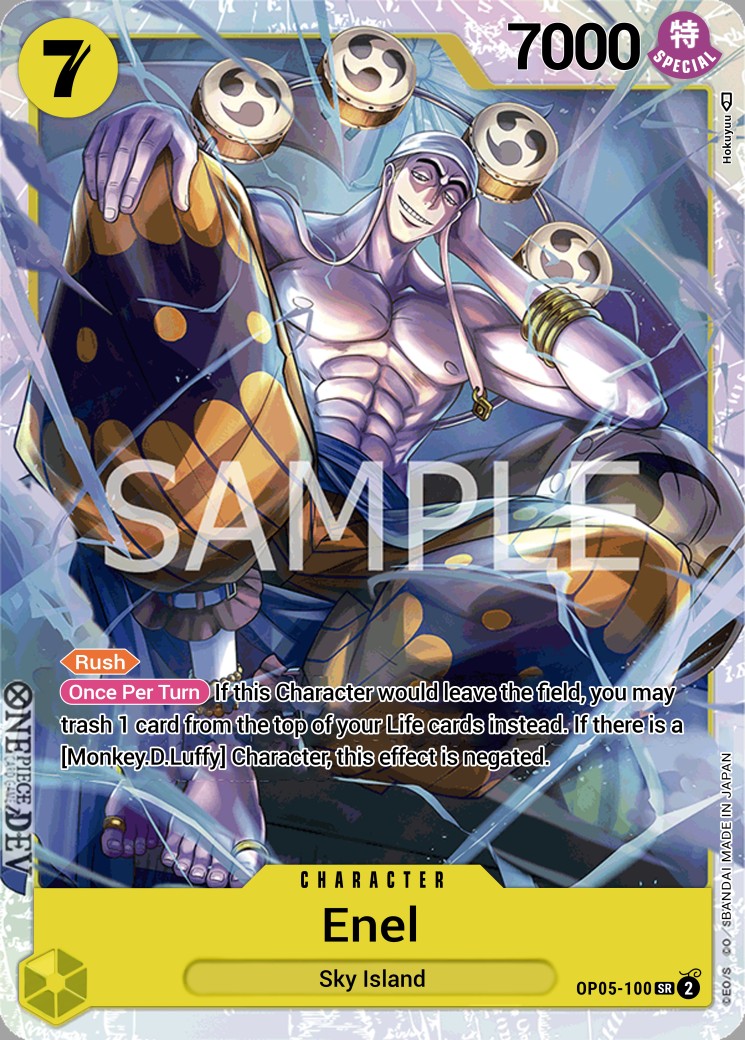 7
7000
特
SPECIAL
Hokuyuu
SAMPLE
Rush
Once Per Turn If this Character would leave the field, you may
trash 1 card from the top of your Life cards instead. If there is a
[Monkey.D.Luffy] Character, this effect is negated.
CHARACTER
Enel
Sky Island
OP05-100 SR 2
BANDAI MADE IN JAPAN
©EO/S